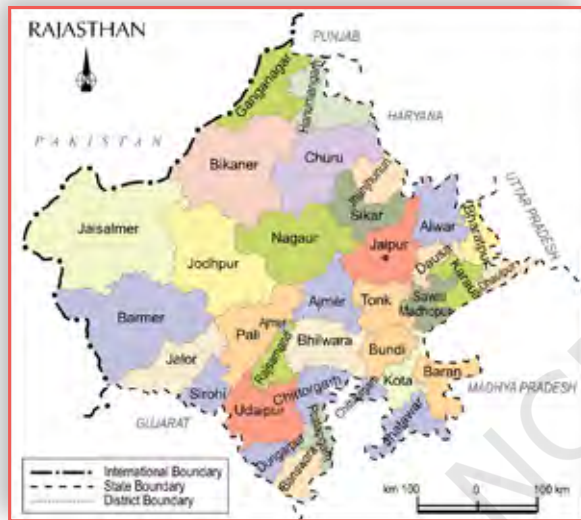 RAJASTHAN
PUNJAB
Ganganagar
Hanumangarh
HARYANA
PAKISTAN
Bikaner
Churu
Jhunjhunun
Sikar
UTTAR PRADESH
Jaisalmer
Nagaur
Alwar
Bharatpur
Jaipur
Jodhpur
Dausa
Karauli
Dhaulpur
Ajmer
Tonk
Sawai
Madhopur
Barmer
Pali
Ajmer
Rajsamand
Bhilwara
Bundi
Jalor
Kota
Baran
Sirohi
Chittorgarh
MADHYA PRADESH
Udaipur
GUJARAT
Jhalawar
Dungarpur
Banswara
International Boundary
State Boundary
District Boundary
km 100 0 100 km